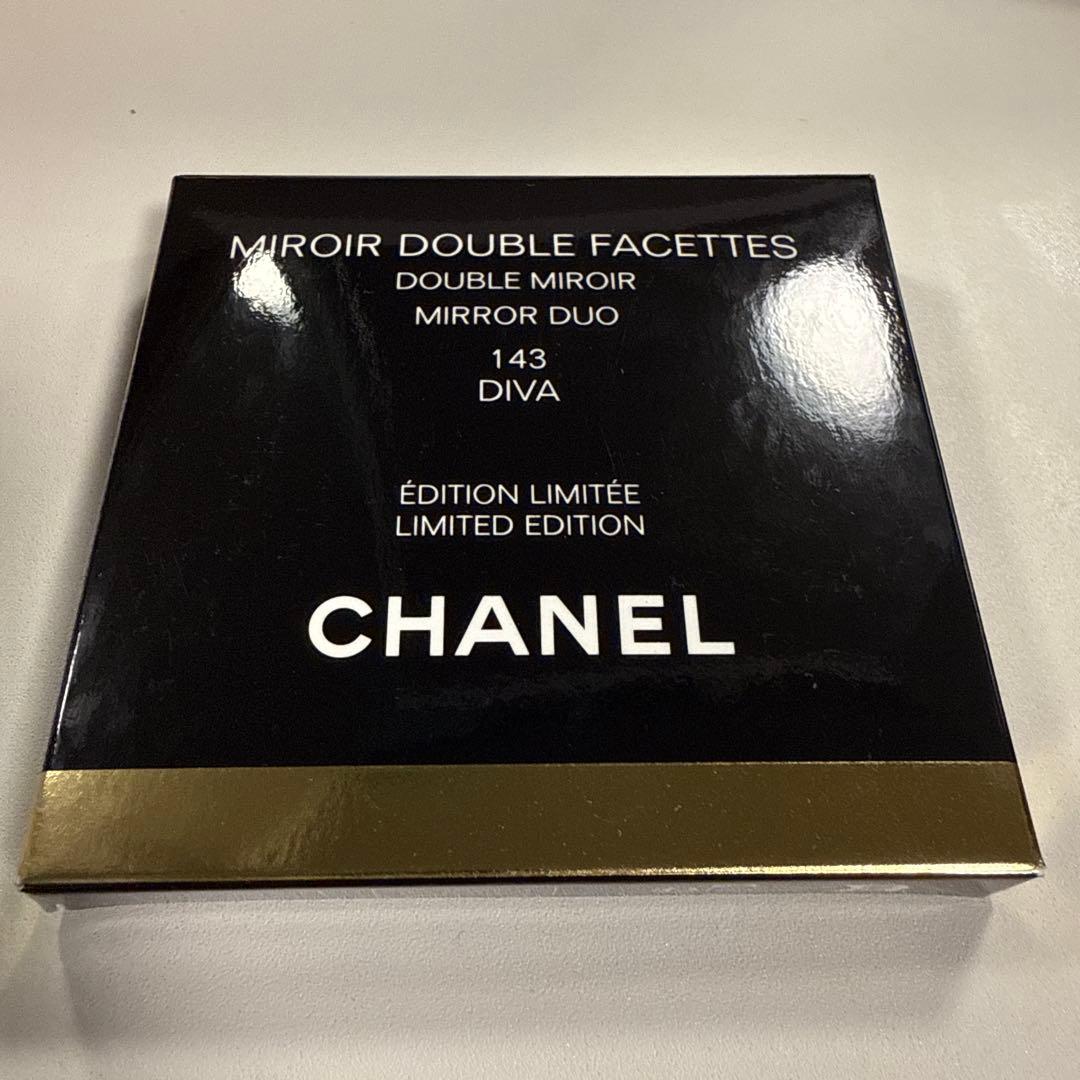 MIROIR DOUBLE FACETTES
DOUBLE MIROIR
MIRROR DUO
143
DIVA
ÉDITION LIMITÉE
LIMITED EDITION
CHANEL